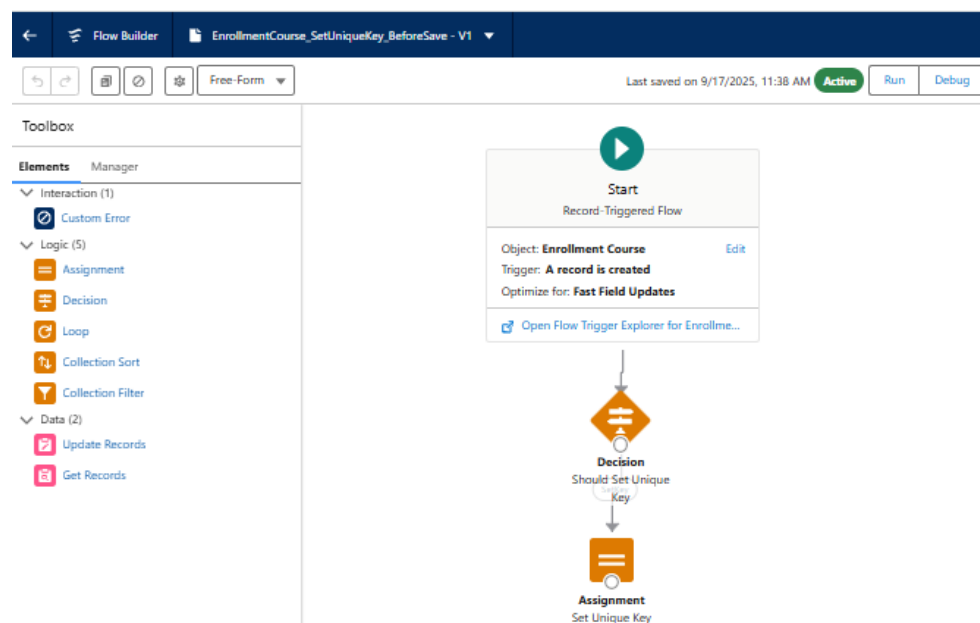 Flow Builder
EnrollmentCourse_SetUniqueKey_BeforeSave - V1
Free-Form
Last saved on 9/17/2025, 11:38 AM
Active
Run
Debug
Toolbox
Elements
Manager
Interaction (1)
Custom Error
Logic (5)
Assignment
Decision
Loop
Collection Sort
Collection Filter
Data (2)
Update Records
Get Records
Start
Record-Triggered Flow
Object: Enrollment Course
Edit
Trigger: A record is created
Optimize for: Fast Field Updates
Open Flow Trigger Explorer for Enrollme...
Decision
Should Set Unique
Key
Assignment
Set Unique Key